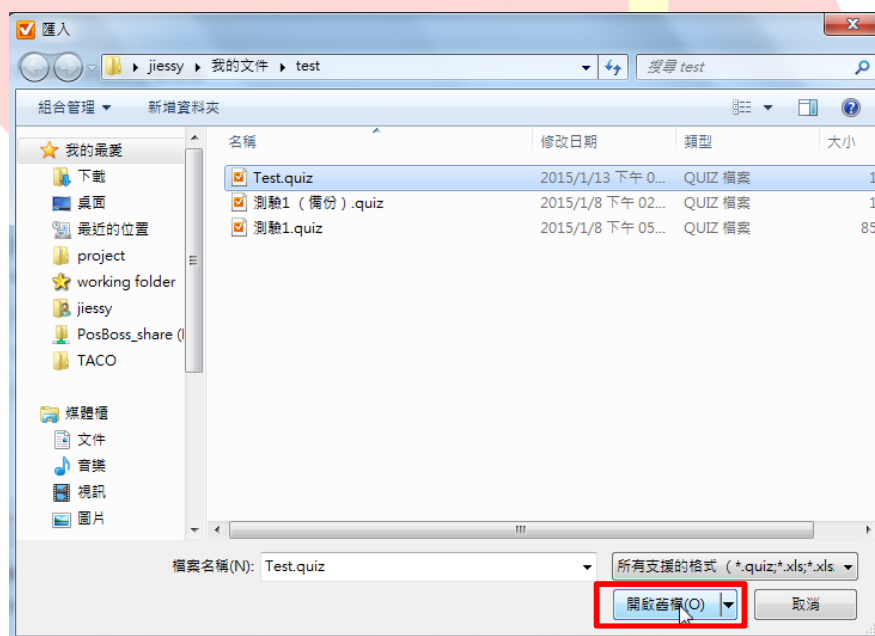 匯入
jiessy ▸ 我的文件 ▸ test
搜尋 test
組合管理 新增資料夾
我的最愛
下載
桌面
最近的位置
project
working folder
jiessy
PosBoss_share (
TACO
媒體櫃
文件
音樂
視訊
圖片
名稱 修改日期 類型 大小
Test.quiz 2015/1/13 下午 0... QUIZ 檔案 1
測驗1 （備份）.quiz 2015/1/8 下午 02... QUIZ 檔案 1
測驗1.quiz 2015/1/8 下午 05... QUIZ 檔案 85
檔案名稱(N): Test.quiz 所有支援的格式（*.quiz;*.xls;*.xls
開啟舊檔(O) 取消